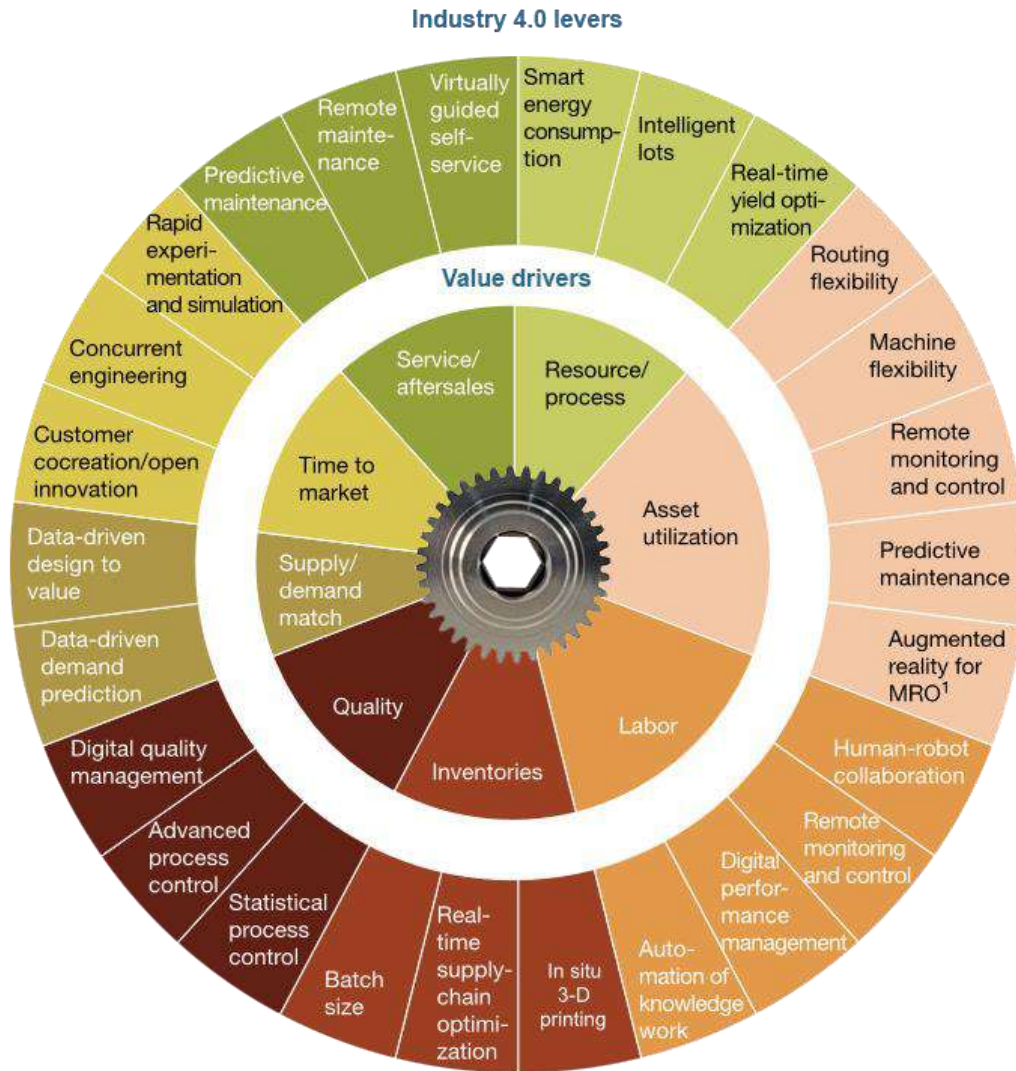 Industry 4.0 levers
Smart
energy
consump-
tion
Intelligent
lots
Real-time
yield opti-
mization
Routing
flexibility
Machine
flexibility
Remote
monitoring
and control
Predictive
maintenance
Augmented
reality for
MRO¹
Human-robot
collaboration
Remote
monitoring
and control
Digital
perfor-
mance
management
Auto-
mation of
knowledge
work
In situ
3-D
printing
Real-
time
supply-
chain
optimi-
zation
Batch
size
Statistical
process
control
Advanced
process
control
Digital quality
management
Data-driven
demand
prediction
Data-driven
design to
value
Customer
cocreation/open
innovation
Concurrent
engineering
Rapid
experi-
mentation
and simulation
Predictive
maintenance
Remote
mainte-
nance
Virtually
guided
self-
service
Value drivers
Resource/
process
Asset
utilization
Labor
Inventories
Quality
Supply/
demand
match
Time to
market
Service/
aftersales